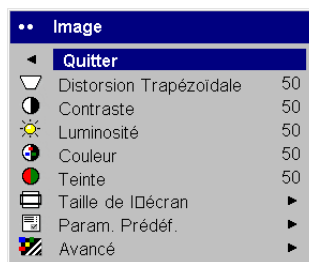 Image
Quitter
Distorsion Trapézoïdale 50
Contraste 50
Luminosité 50
Couleur 50
Teinte 50
Taille de l□écran
Param. Prédéf.
Avancé